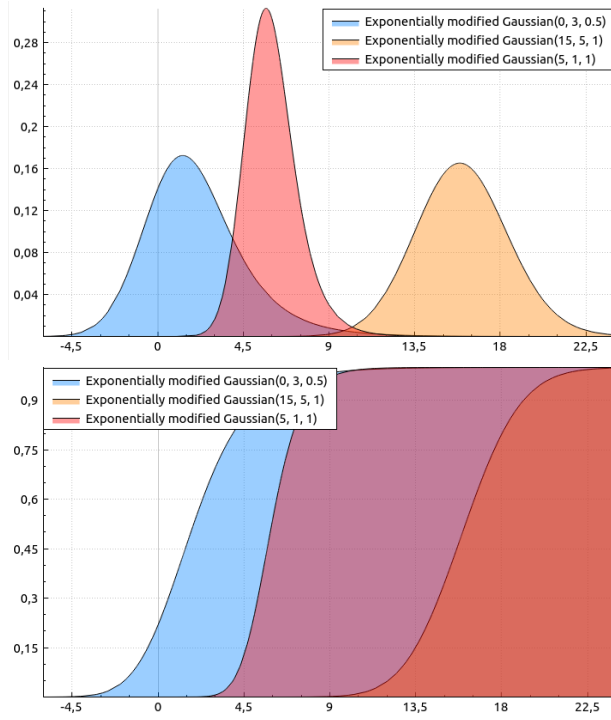 0,28
0,24
0,2
0,16
0,12
0,08
0,04
Exponentially modified Gaussian(0, 3, 0.5)
Exponentially modified Gaussian(15, 5, 1)
Exponentially modified Gaussian(5, 1, 1)
-4,5 0 4,5 9 13,5 18 22,5
Exponentially modified Gaussian(0, 3, 0.5)
Exponentially modified Gaussian(15, 5, 1)
Exponentially modified Gaussian(5, 1, 1)
0,9
0,75
0,6
0,45
0,3
0,15
-4,5 0 4,5 9 13,5 18 22,5